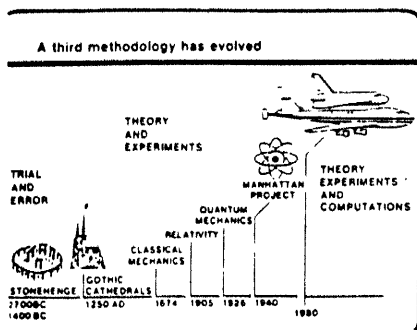 A third methodology has evolved
THEORY
AND
EXPERIMENTS
TRIAL
AND
ERROR
MANHATTAN
PROJECT
THEORY
EXPERIMENTS
AND
COMPUTATIONS
QUANTUM
MECHANICS
RELATIVITY
CLASSICAL
MECHANICS
GOTHIC
CATHEDRALS
STONEHENGE
2700BC
1400 BC
1250 AD
1674
1905
1926
1940
1980